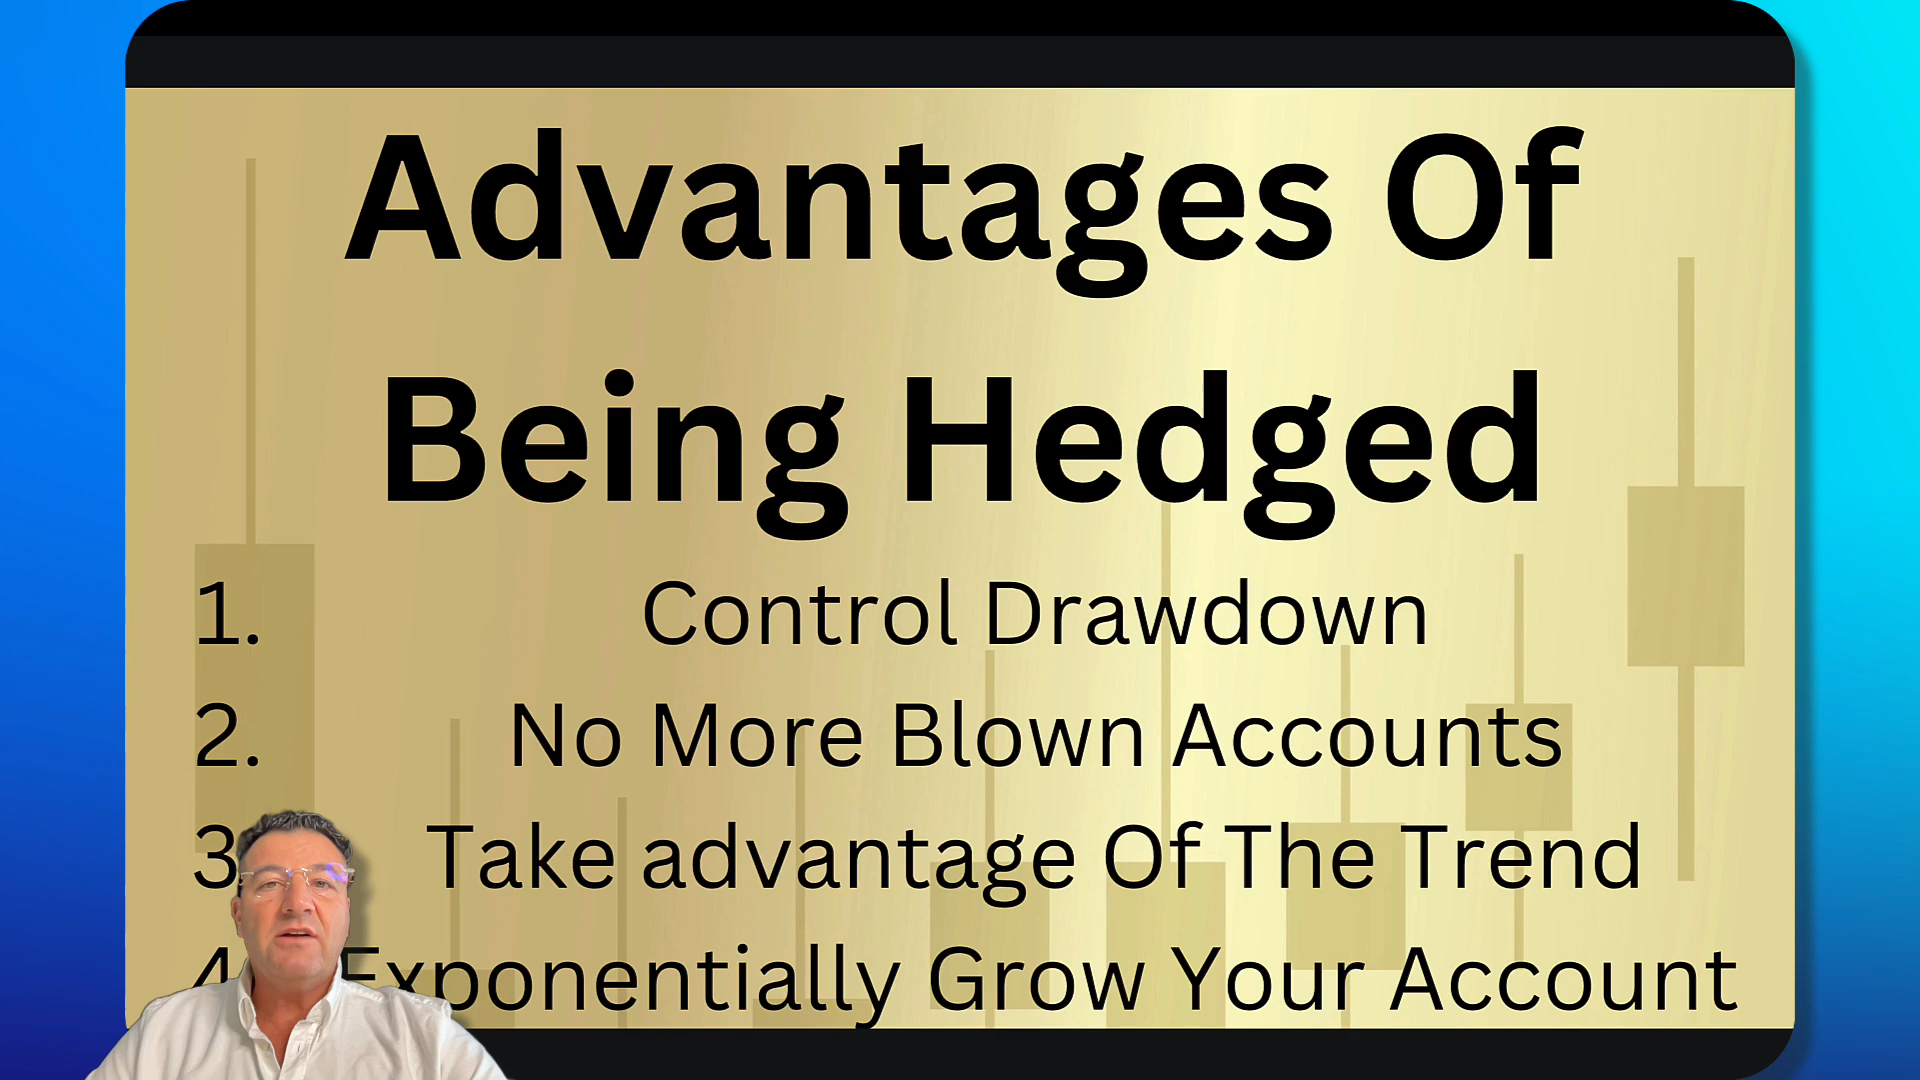 Advantages Of
Being Hedged
1. Control Drawdown
2. No More Blown Accounts
3 Take advantage Of The Trend
4 Exponentially Grow Your Account